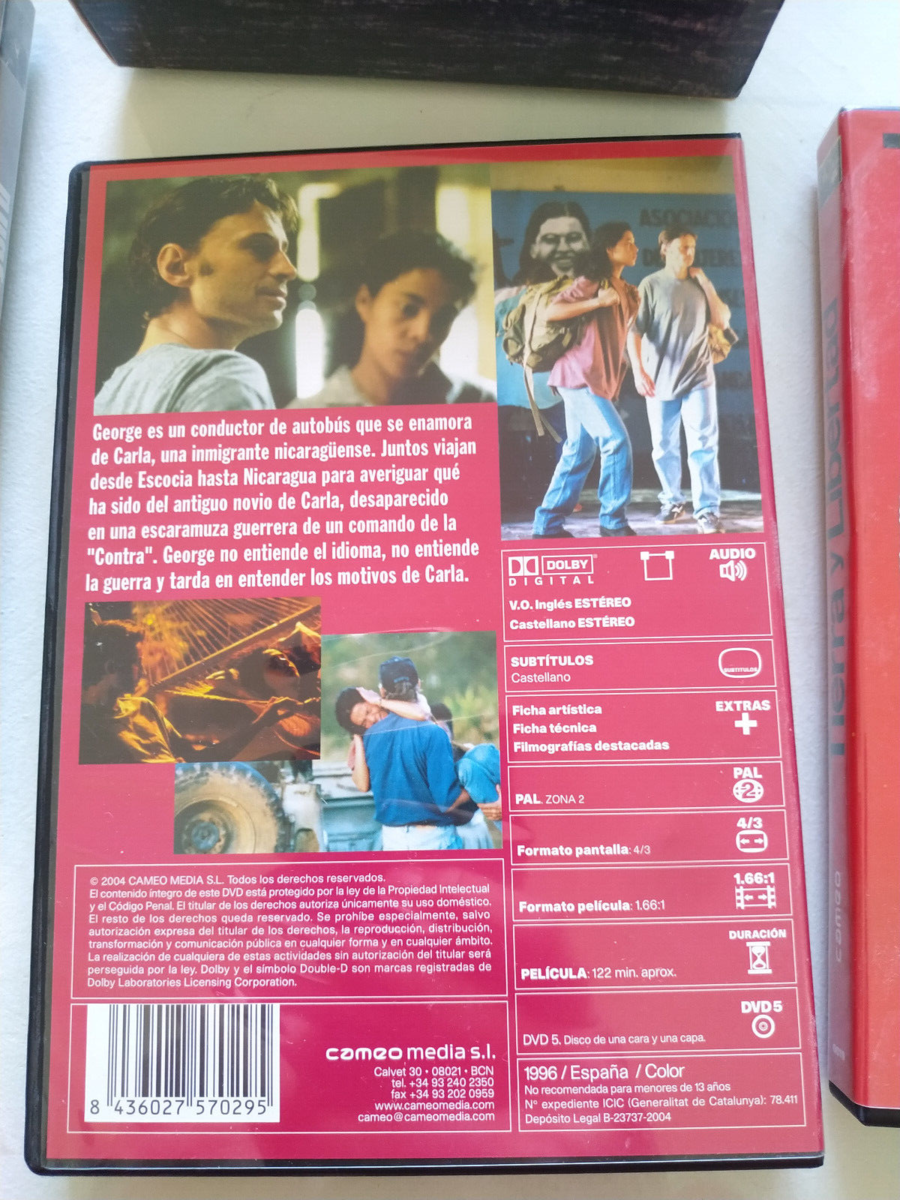 ASOCIACION
George es un conductor de autobús que se enamora
de Carla, una inmigrante nicaragüense. Juntos viajan
desde Escocia hasta Nicaragua para averiguar qué
ha sido del antiguo novio de Carla, desaparecido
en una escaramuza guerrera de un comando de la
"Contra". George no entiende el idioma, no entiende
la guerra y tarda en entender los motivos de Carla.
DOLBY
DIGITAL
AUDIO
V.O. Inglés ESTÉREO
Castellano ESTÉREO
SUBTÍTULOS
Castellano
SUBTÍTULOS
Ficha artística
Ficha técnica
Filmografías destacadas
EXTRAS
PAL. ZONA 2
PAL
2
Formato pantalla: 4/3
4/3
Formato película: 1.66:1
1.66:1
PELÍCULA: 122 min. aprox.
DURACIÓN
DVD 5. Disco de una cara y una capa.
DVD 5
1996 / España / Color
No recomendada para menores de 13 años
N° expediente ICIC (Generalitat de Catalunya): 78.411
Depósito Legal B-23737-2004
© 2004 CAMEO MEDIA S.L. Todos los derechos reservados.
El contenido íntegro de este DVD está protegido por la ley de la Propiedad Intelectual
y el Código Penal. El titular de los derechos autoriza únicamente su uso doméstico.
El resto de los derechos queda reservado. Se prohíbe especialmente, salvo
autorización expresa del titular de los derechos, la reproducción, distribución,
transformación y comunicación pública en cualquier forma y en cualquier ámbito.
La realización de cualquiera de estas actividades sin autorización del titular será
perseguida por la ley. Dolby y el símbolo Double-D son marcas registradas de
Dolby Laboratories Licensing Corporation.
8 436027 570295
cameo media s.l.
Calvet 30 • 08021 • BCN
tel. +34 93 240 2350
fax +34 93 202 0959
www.cameomedia.com
cameo@cameomedia.com
Tierra y Libertad
cameo